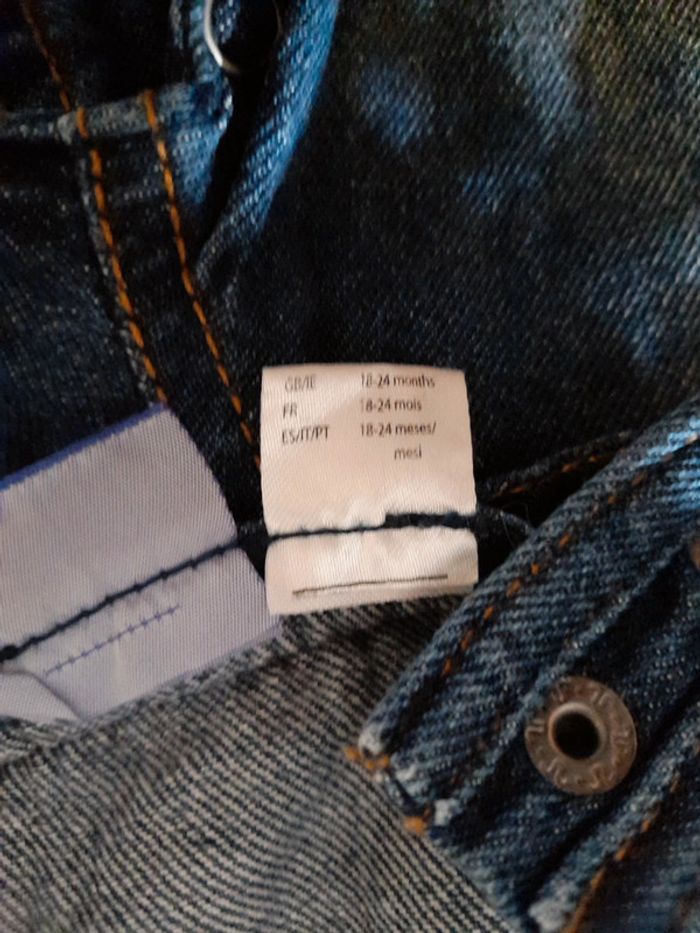 GB/IE 18-24 months
FR 18-24 mois
ES/IT/PT 18-24 meses/
mesi